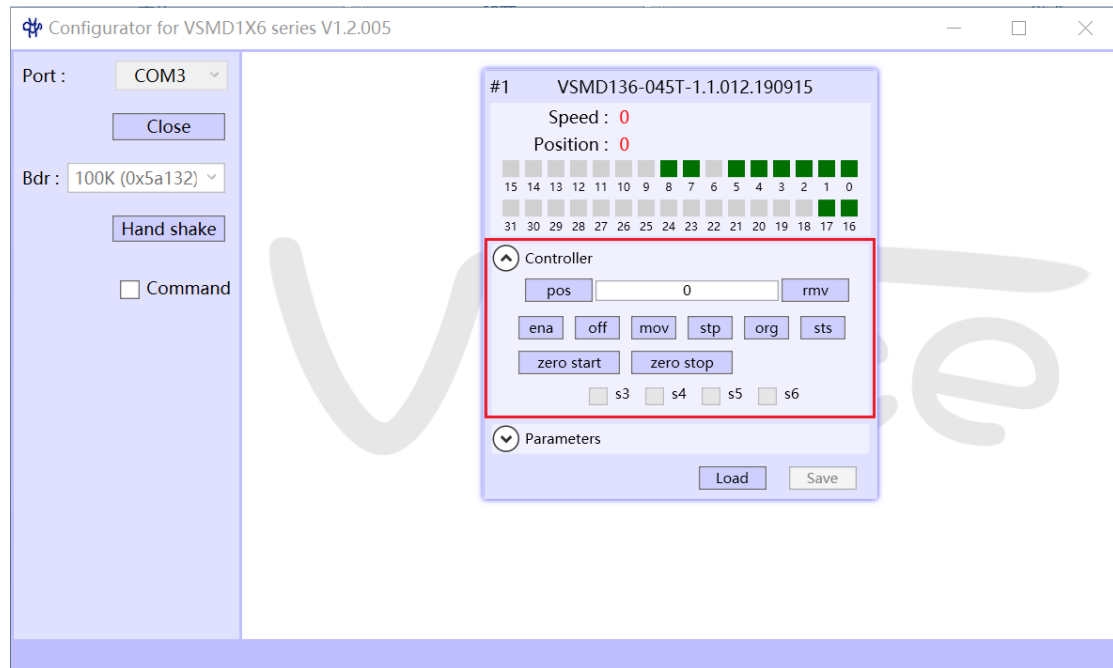 Configurator for VSMD1X6 series V1.2.005
Port :
COM3
Close
Bdr :
100K (0x5a132)
Hand shake
Command
#1 VSMD136-045T-1.1.012.190915
Speed : 0
Position : 0
15 14 13 12 11 10 9 8 7 6 5 4 3 2 1 0
31 30 29 28 27 26 25 24 23 22 21 20 19 18 17 16
Controller
pos 0 rmv
ena off mov stp org sts
zero start zero stop
s3 s4 s5 s6
Parameters
Load Save